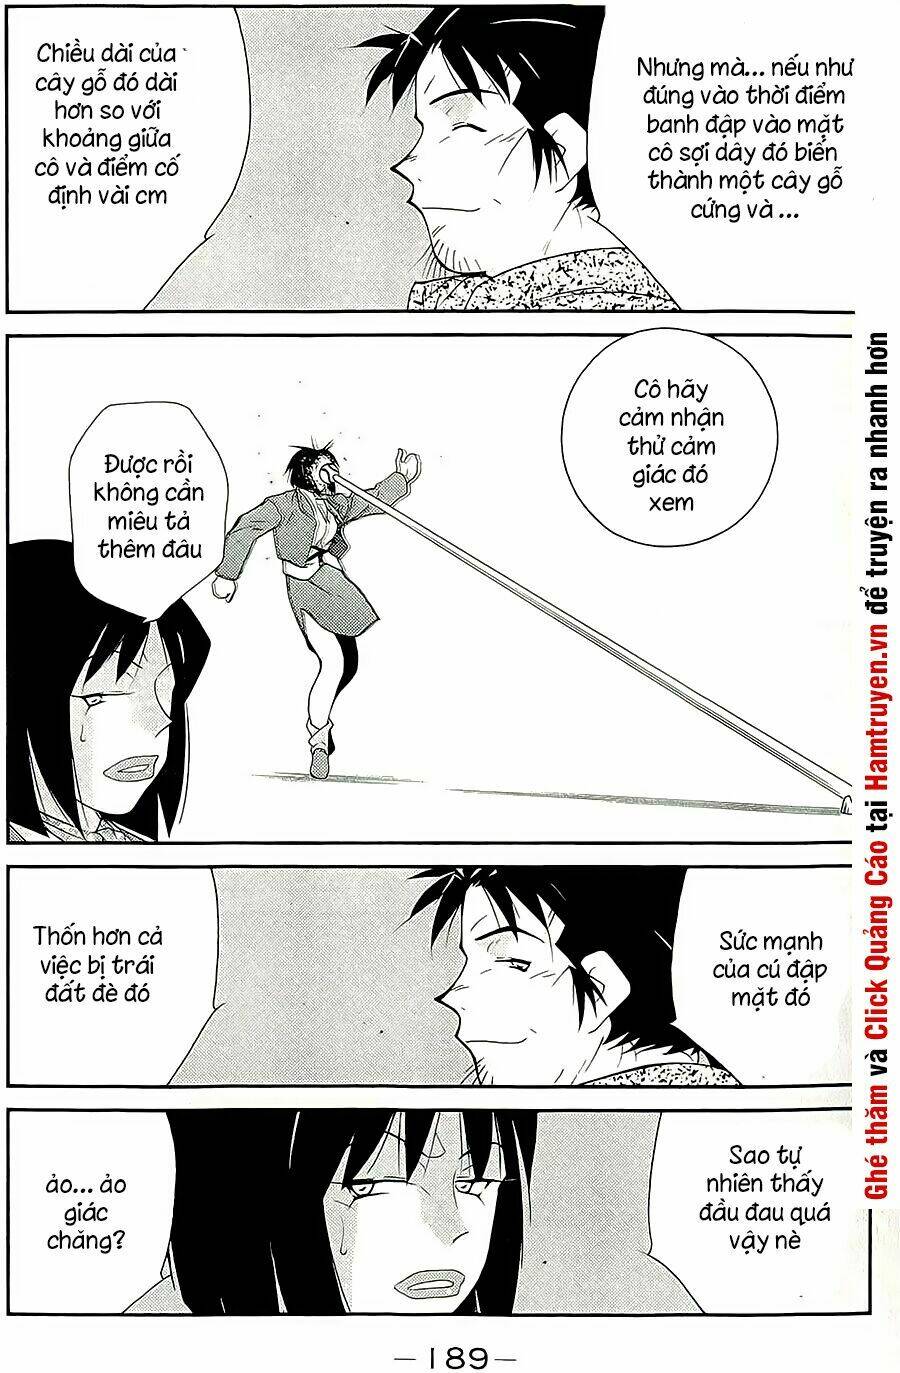 Nhưng mà... nếu như
đúng vào thời điểm
banh đập vào mặt
cô sợi dây đó biến
thành một cây gỗ
cứng và ...
Chiều dài của
cây gỗ đó dài
hơn so với
khoảng giữa
cô và điểm cố
định vài cm
Cô hãy
cảm nhận
thử cảm
giác đó
xem
Được rồi
không cần
miêu tả
thêm đâu
Sức mạnh
của cú đập
mặt đó
Thốn hơn cả
việc bị trái
đất đè đó
Sao tự
nhiên thấy
đầu đau quá
vậy nè
ảo... ảo
giác
chăng?
Ghé thăm và Click Quảng Cáo tại Hamtruyen.vn để truyện ra nhanh hơn
—189—